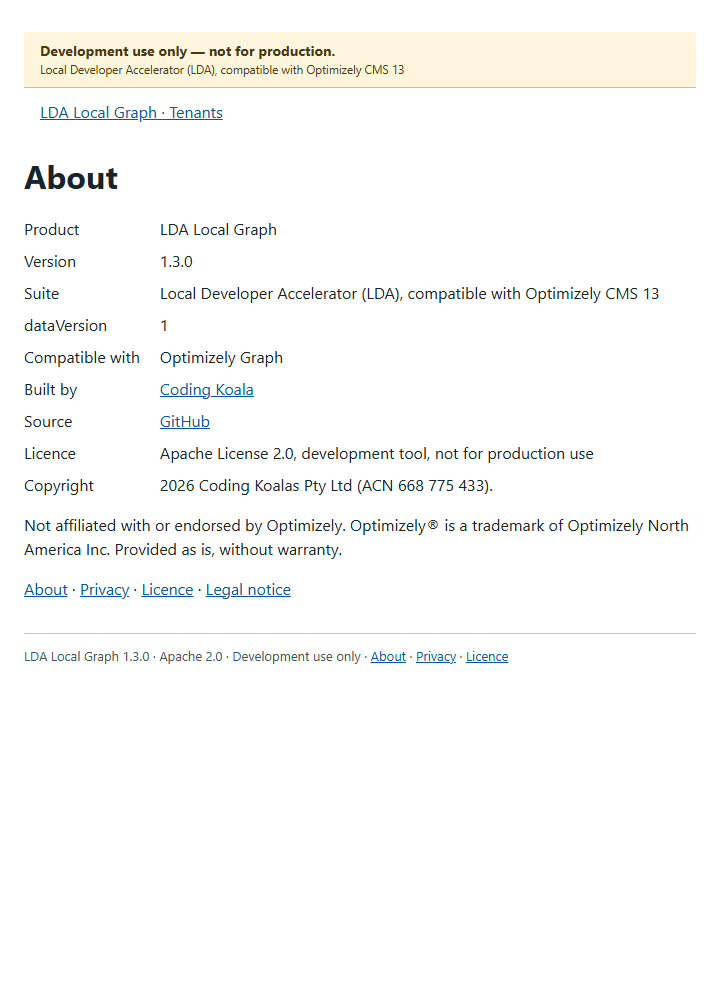 Development use only — not for production.
Local Developer Accelerator (LDA), compatible with Optimizely CMS 13
LDA Local Graph · Tenants
About
Product LDA Local Graph
Version 1.3.0
Suite Local Developer Accelerator (LDA), compatible with Optimizely CMS 13
dataVersion 1
Compatible with Optimizely Graph
Built by Coding Koala
Source GitHub
Licence Apache License 2.0, development tool, not for production use
Copyright 2026 Coding Koalas Pty Ltd (ACN 668 775 433).
Not affiliated with or endorsed by Optimizely. Optimizely® is a trademark of Optimizely North
America Inc. Provided as is, without warranty.
About · Privacy · Licence · Legal notice
LDA Local Graph 1.3.0 · Apache 2.0 · Development use only · About · Privacy · Licence